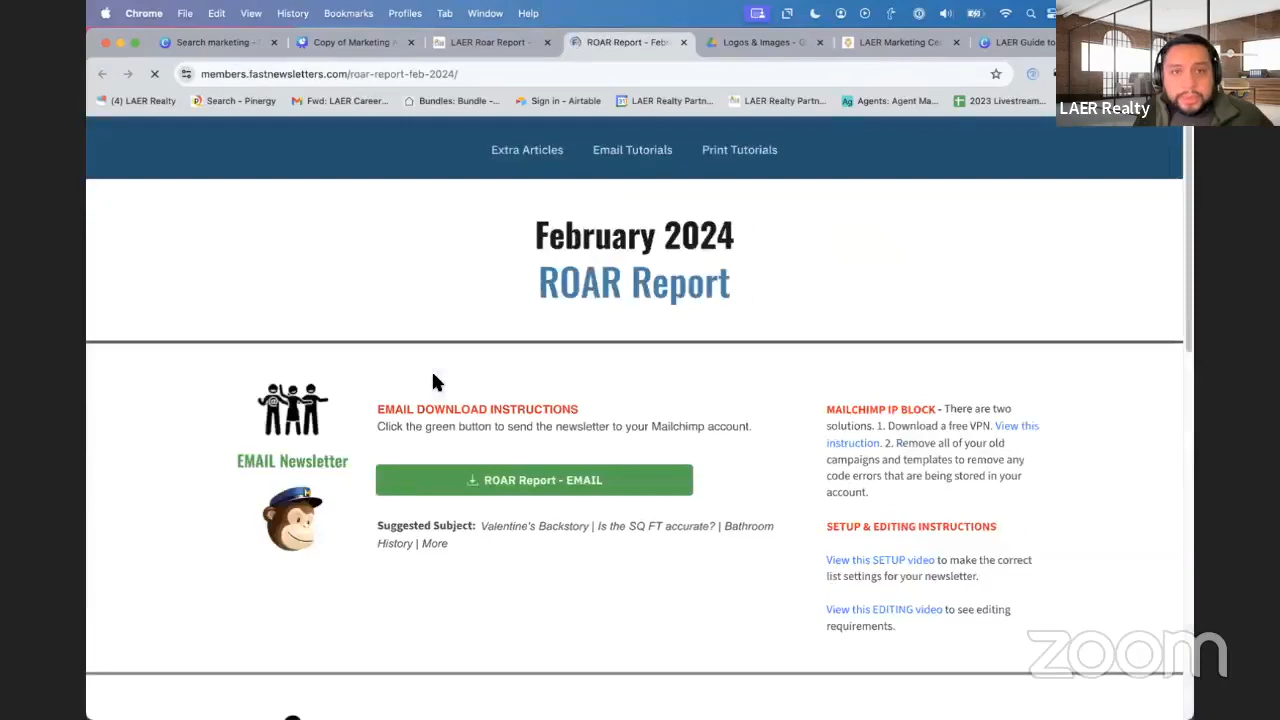 Chrome File Edit View History Bookmarks Profiles Tab Window Help
Search marketing -
Copy of Marketing A
LAER Roar Report -
ROAR Report - Febr
Logos & Images - G
LAER Marketing Ce
LAER Guide to
members.fastnewsletters.com/roar-report-feb-2024/
(4) LAER Realty
Search - Pinergy
Fwd: LAER Career...
Bundles: Bundle -...
Sign in - Airtable
LAER Realty Partn...
LAER Realty Partn...
Agents: Agent Ma...
2023 Livestream...
LAER Realty
Extra Articles Email Tutorials Print Tutorials
February 2024
ROAR Report
EMAIL Newsletter
EMAIL DOWNLOAD INSTRUCTIONS
Click the green button to send the newsletter to your Mailchimp account.
ROAR Report - EMAIL
Suggested Subject: Valentine's Backstory | Is the SQ FT accurate? | Bathroom
History | More
MAILCHIMP IP BLOCK - There are two
solutions. 1. Download a free VPN. View this
instruction. 2. Remove all of your old
campaigns and templates to remove any
code errors that are being stored in your
account.
SETUP & EDITING INSTRUCTIONS
View this SETUP video to make the correct
list settings for your newsletter.
View this EDITING video to see editing
requirements.
zoom